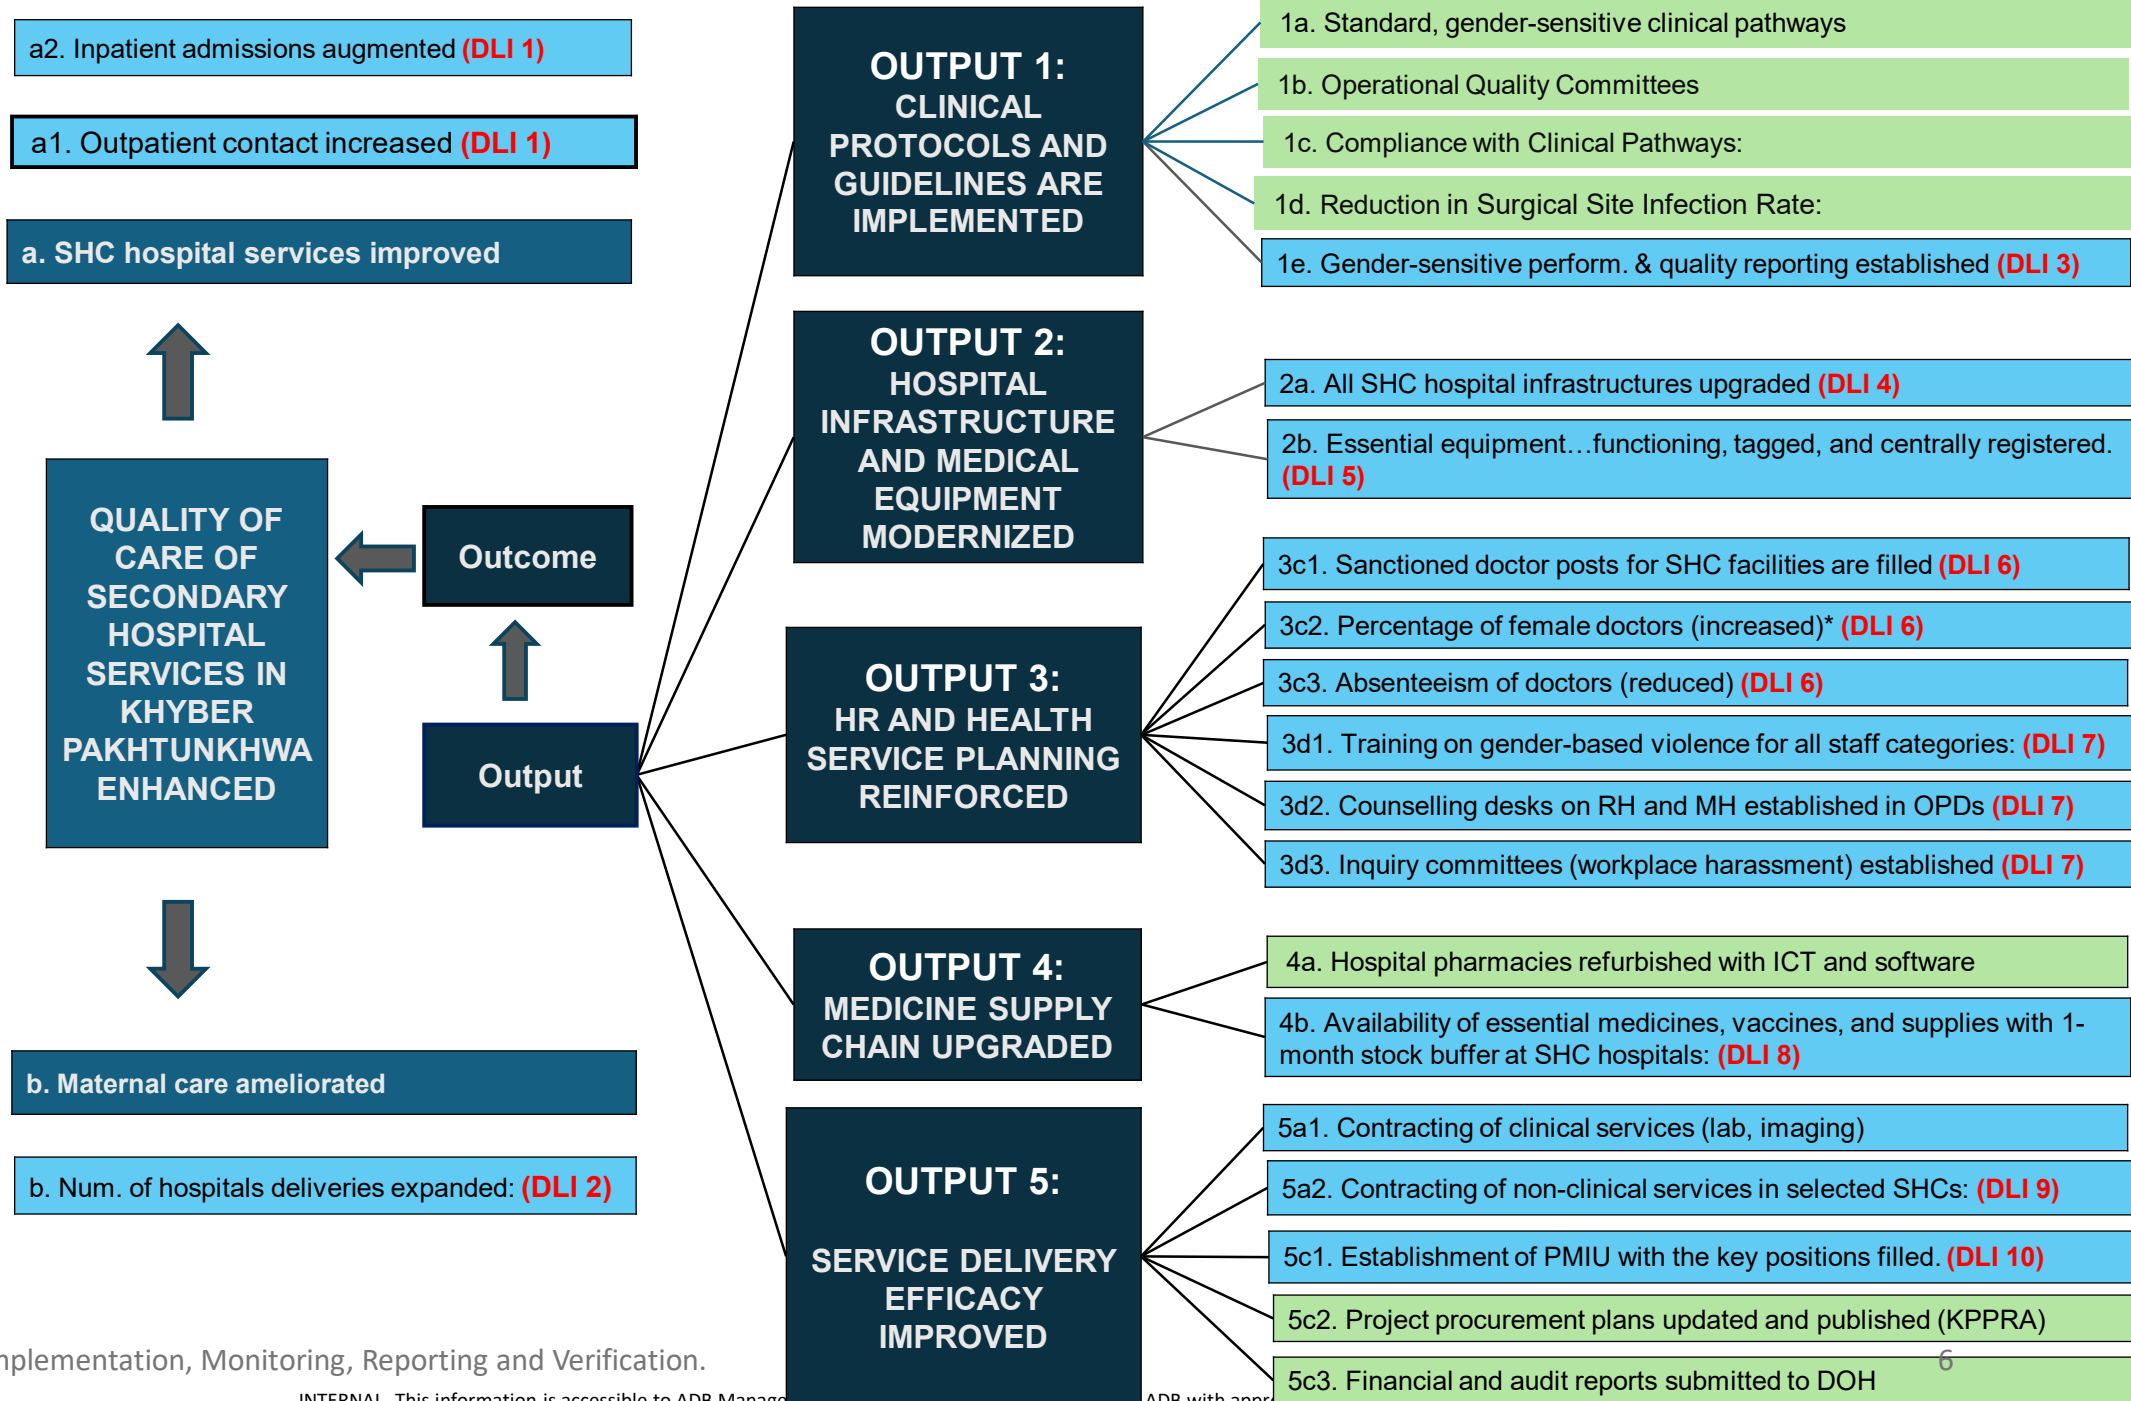 a2. Inpatient admissions augmented (DLI 1)
a1. Outpatient contact increased (DLI 1)
a. SHC hospital services improved
QUALITY OF
CARE OF
SECONDARY
HOSPITAL
SERVICES IN
KHYBER
PAKHTUNKHWA
ENHANCED
Outcome
Output
b. Maternal care ameliorated
b. Num. of hospitals deliveries expanded: (DLI 2)
OUTPUT 1:
CLINICAL
PROTOCOLS AND
GUIDELINES ARE
IMPLEMENTED
1a. Standard, gender-sensitive clinical pathways
1b. Operational Quality Committees
1c. Compliance with Clinical Pathways:
1d. Reduction in Surgical Site Infection Rate:
1e. Gender-sensitive perform. & quality reporting established (DLI 3)
OUTPUT 2:
HOSPITAL
INFRASTRUCTURE
AND MEDICAL
EQUIPMENT
MODERNIZED
2a. All SHC hospital infrastructures upgraded (DLI 4)
2b. Essential equipment…functioning, tagged, and centrally registered.
(DLI 5)
OUTPUT 3:
HR AND HEALTH
SERVICE PLANNING
REINFORCED
3c1. Sanctioned doctor posts for SHC facilities are filled (DLI 6)
3c2. Percentage of female doctors (increased)* (DLI 6)
3c3. Absenteeism of doctors (reduced) (DLI 6)
3d1. Training on gender-based violence for all staff categories: (DLI 7)
3d2. Counselling desks on RH and MH established in OPDs (DLI 7)
3d3. Inquiry committees (workplace harassment) established (DLI 7)
OUTPUT 4:
MEDICINE SUPPLY
CHAIN UPGRADED
4a. Hospital pharmacies refurbished with ICT and software
4b. Availability of essential medicines, vaccines, and supplies with 1-
month stock buffer at SHC hospitals: (DLI 8)
OUTPUT 5:
SERVICE DELIVERY
EFFICACY
IMPROVED
5a1. Contracting of clinical services (lab, imaging)
5a2. Contracting of non-clinical services in selected SHCs: (DLI 9)
5c1. Establishment of PMIU with the key positions filled. (DLI 10)
5c2. Project procurement plans updated and published (KPPRA)
5c3. Financial and audit reports submitted to DOH
mplementation, Monitoring, Reporting and Verification.
6
INTERNAL. This information is accessible to ADB Manage
ADB with appr